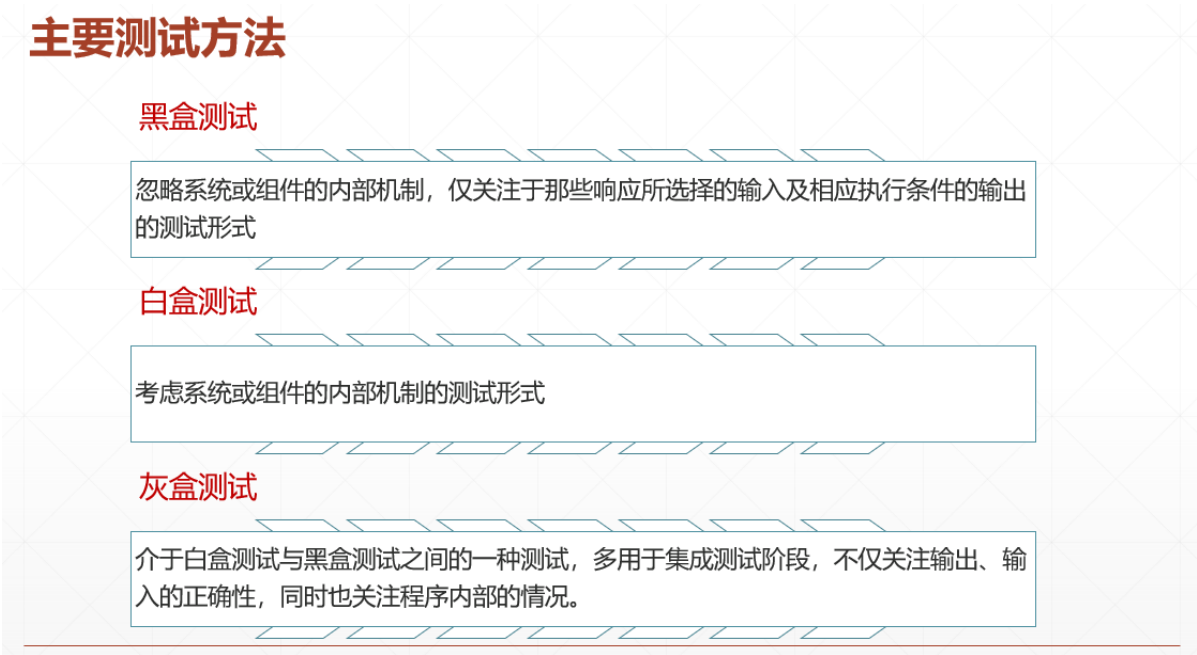 主要测试方法
黑盒测试
忽略系统或组件的内部机制，仅关注于那些响应所选择的输入及相应执行条件的输出
的测试形式
白盒测试
考虑系统或组件的内部机制的测试形式
灰盒测试
介于白盒测试与黑盒测试之间的一种测试，多用于集成测试阶段，不仅关注输出、输
入的正确性，同时也关注程序内部的情况。